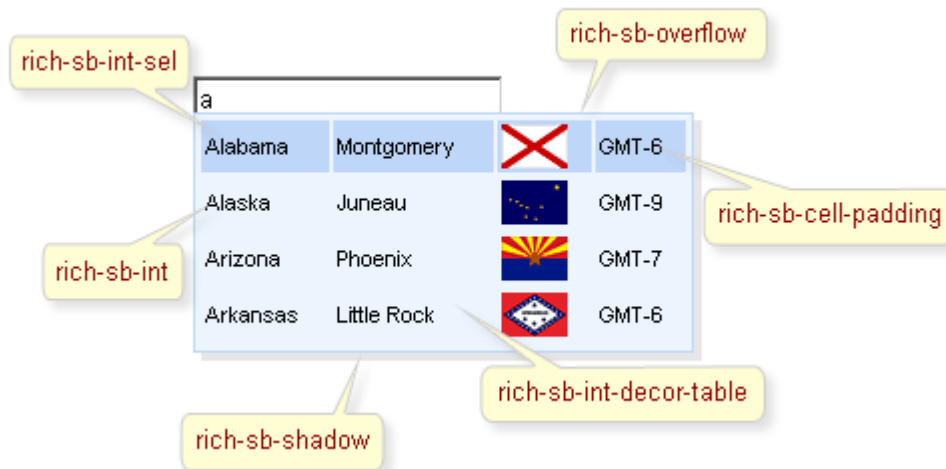 rich-sb-overflow
rich-sb-int-sel
a
Alabama Montgomery GMT-6
Alaska Juneau GMT-9
rich-sb-cell-padding
rich-sb-int
Arizona Phoenix GMT-7
Arkansas Little Rock GMT-6
rich-sb-int-decor-table
rich-sb-shadow